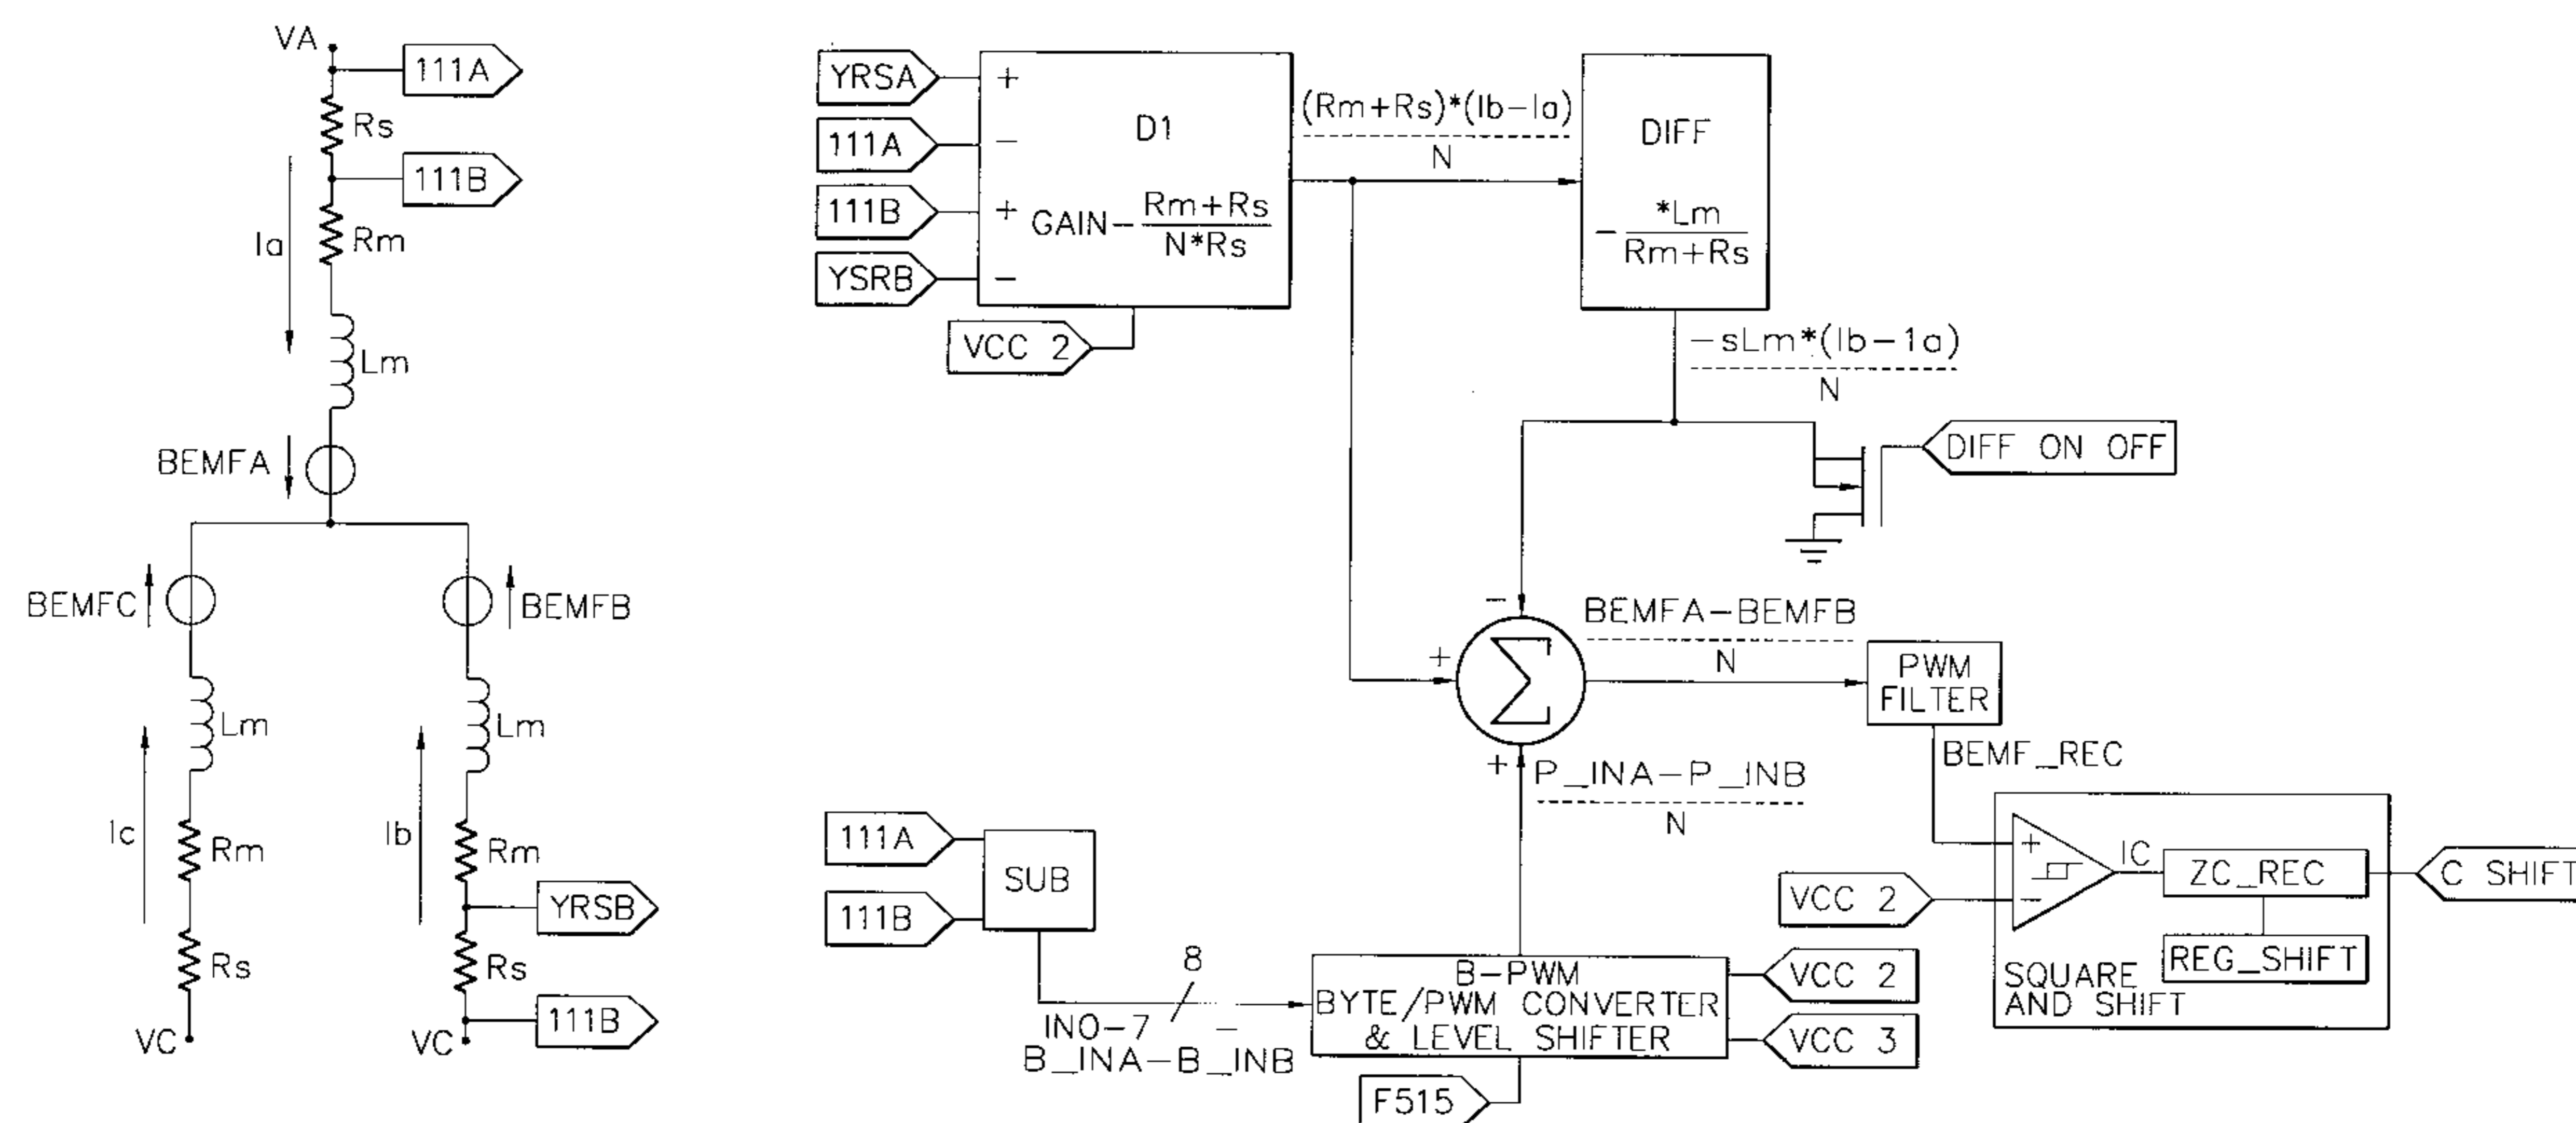 VA
111A
Rs
111B
Ia
Rm
Lm
BEMFA
BEMFC
BEMFB
Lm
Lm
Ic
Ib
Rm
Rm
YRSB
Rs
Rs
111B
VC
VC
YRSA
+
111A
−
111B
+
YSRB
−
D1
GAIN− Rm+Rs
N*Rs
VCC 2
(Rm+Rs)*(Ib−Ia)
N
DIFF
*Lm
−
Rm+Rs
−sLm*(Ib−1a)
N
DIFF ON OFF
−
+
Σ
+
BEMFA−BEMFB
N
PWM
FILTER
BEMF_REC
P_INA−P_INB
N
111A
111B
SUB
8
IN0−7 −
B_INA−B_INB
B−PWM
BYTE/PWM CONVERTER
& LEVEL SHIFTER
VCC 2
VCC 3
F515
VCC 2
+
−
IC
ZC_REC
REG_SHIFT
SQUARE
AND SHIFT
C SHIFT